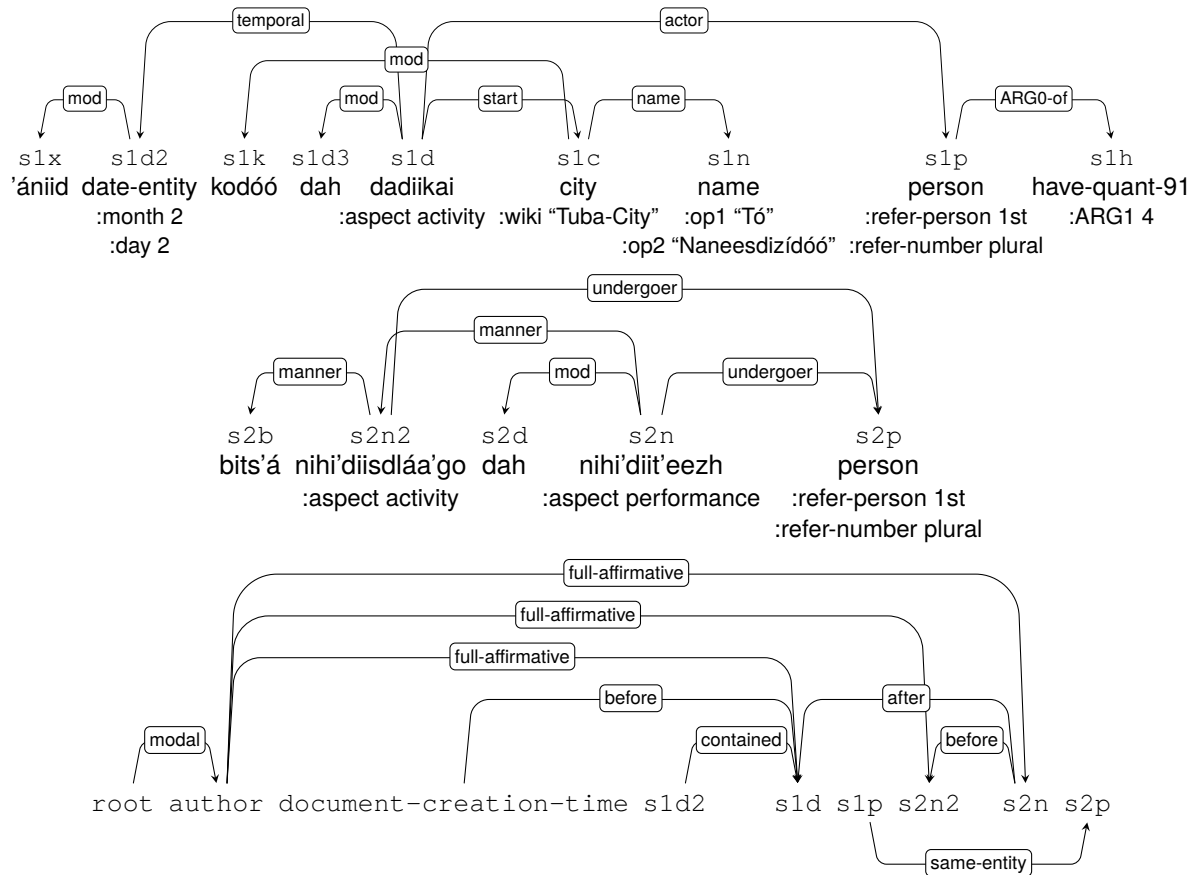 temporal actor
mod
mod mod start name ARG0-of
s1x s1d2 s1k s1d3 s1d s1c s1n s1p s1h
'ániid date-entity kodóó dah dadiikai city name person have-quant-91
:month 2 :aspect activity :wiki “Tuba-City” :op1 “Tó” :refer-person 1st :ARG1 4
:day 2 :op2 “Naneesdizídóó” :refer-number plural
undergoer
manner
manner mod undergoer
s2b s2n2 s2d s2n s2p
bits'á nihi'diisdláa'go dah nihi'diit'eezh person
:aspect activity :aspect performance :refer-person 1st
:refer-number plural
full-affirmative
full-affirmative
full-affirmative
before after
modal contained before
root author document-creation-time s1d2 s1d s1p s2n2 s2n s2p
same-entity